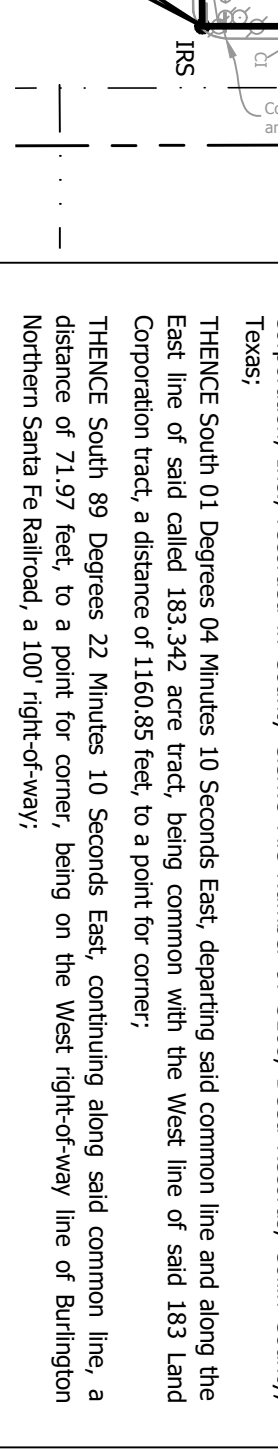 Texas;
THENCE South 01 Degrees 04 Minutes 10 Seconds East, departing said common line and along the
East line of said called 183.342 acre tract, being common with the West line of said 183 Land
Corporation tract, a distance of 1160.85 feet, to a point for corner;
THENCE South 89 Degrees 22 Minutes 10 Seconds East, continuing along said common line, a
distance of 71.97 feet, to a point for corner, being on the West right-of-way line of Burlington
Northern Santa Fe Railroad, a 100' right-of-way;
IRS
CI